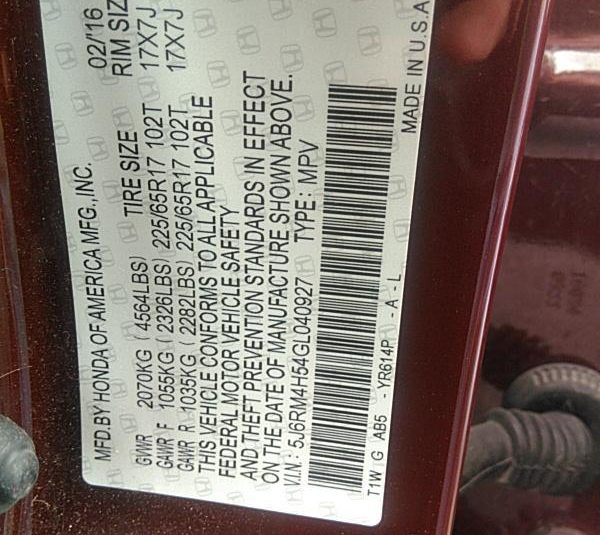 MFD.BY HONDA OF AMERICA MFG.,INC. 02/'16
TIRE SIZE RIM SIZ
GVWR 2070KG (4564LBS)
GAWR F 1055KG (2326LBS) 225/65R17 102T 17X7J
GAWR R 1035KG (2282LBS) 225/65R17 102T 17X7J
THIS VEHICLE CONFORMS TO ALL APPLICABLE
FEDERAL MOTOR VEHICLE SAFETY
AND THEFT PREVENTION STANDARDS IN EFFECT
ON THE DATE OF MANUFACTURE SHOWN ABOVE.
V.I.N.: 5J6RM4H54GL040927 TYPE: MPV
T1W G AB5 - YR614P - A - L
MADE IN U.S.A